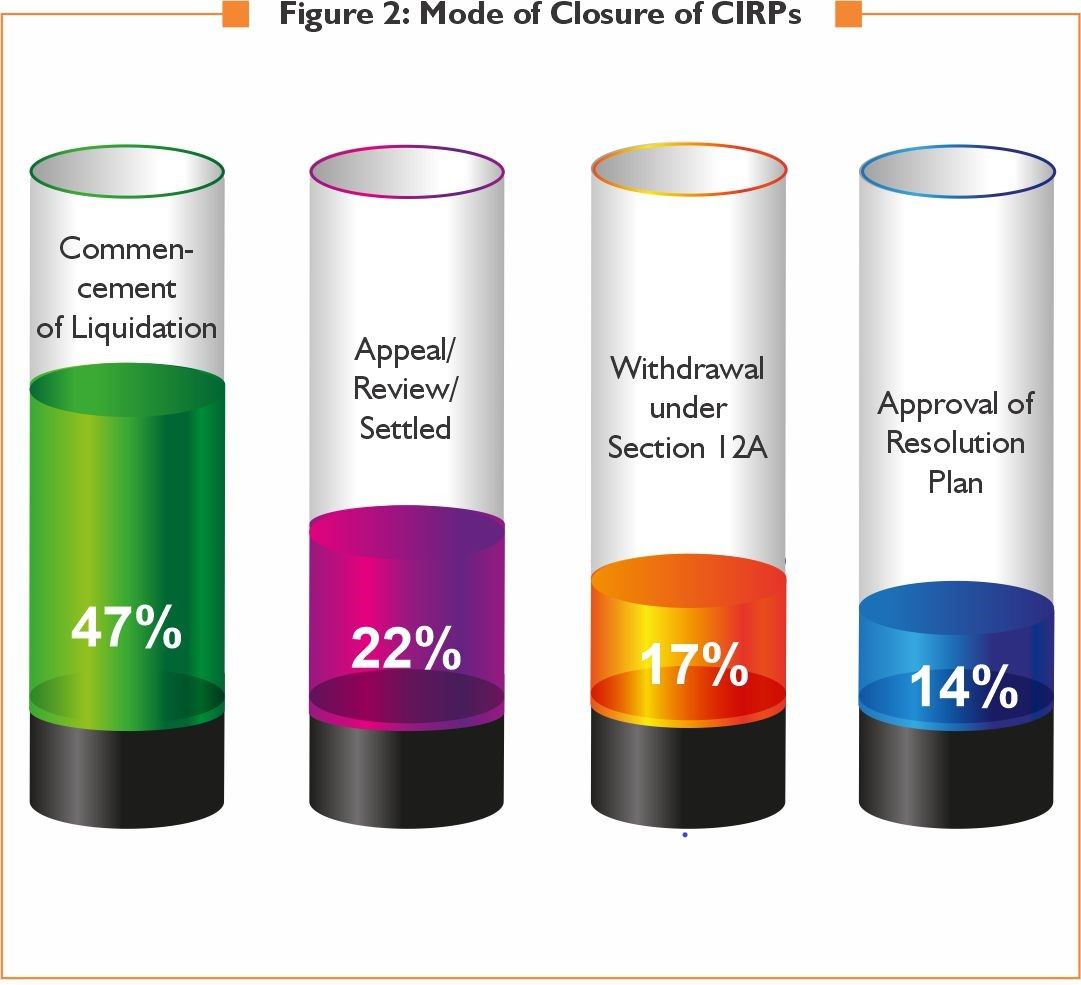 Figure 2: Mode of Closure of CIRPs
Commen-
cement
of Liquidation
47%
Appeal/
Review/
Settled
22%
Withdrawal
under
Section 12A
17%
Approval of
Resolution
Plan
14%